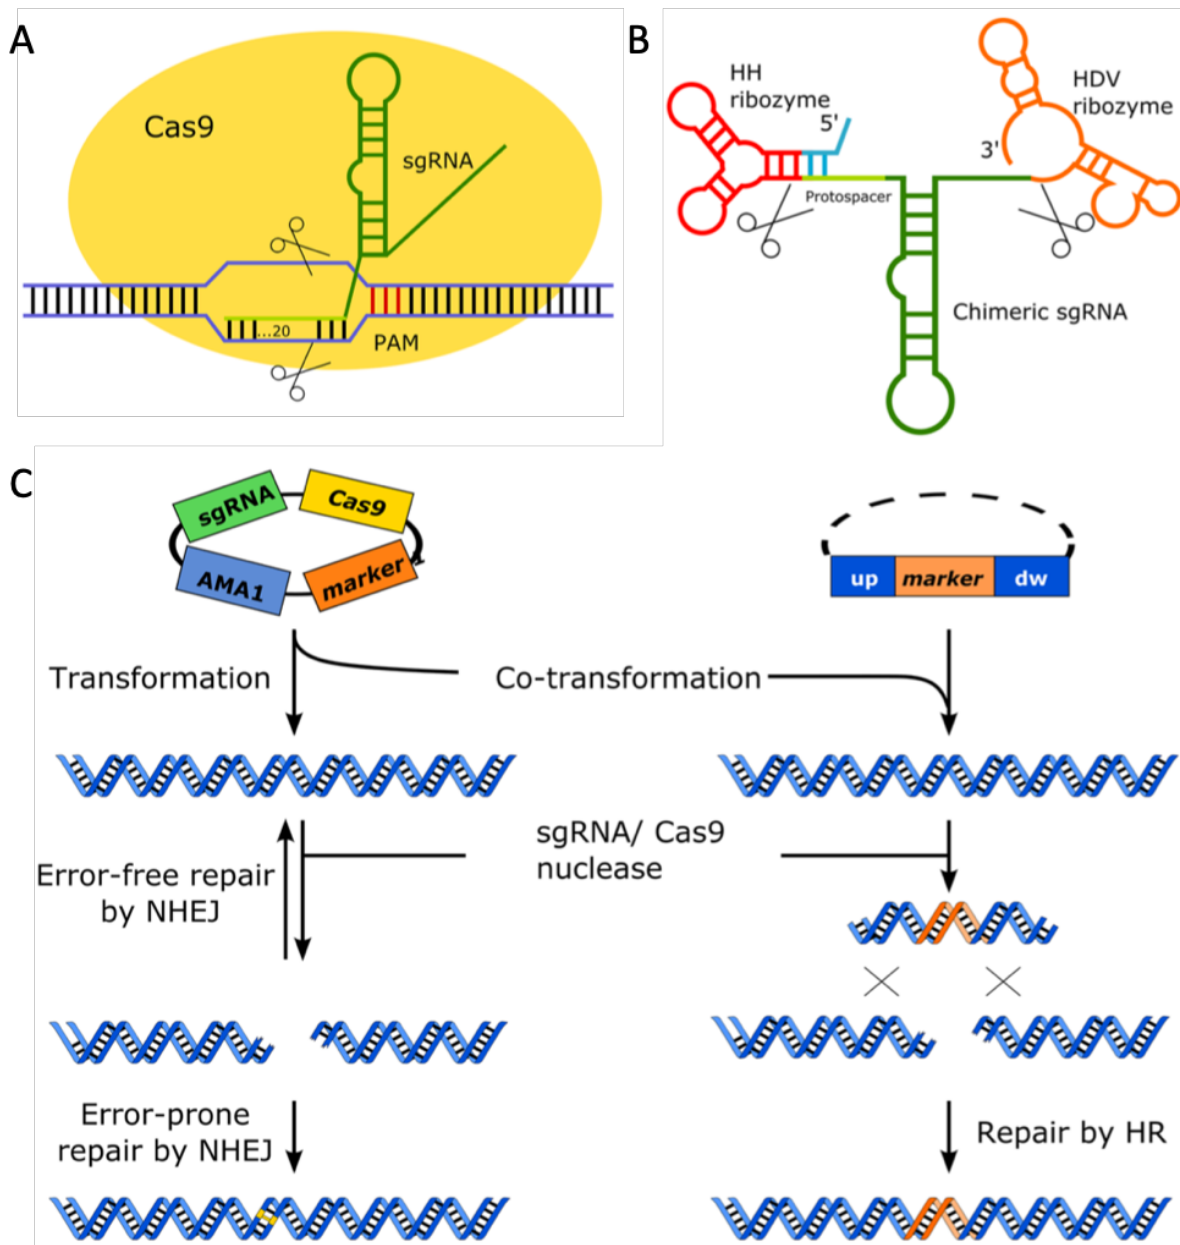 A
Cas9
sgRNA
...20
PAM
B
HH
ribozyme
5'
HDV
ribozyme
3'
Protospacer
Chimeric sgRNA
C
sgRNA
Cas9
AMA1
marker
up
marker
dw
Transformation
Co-transformation
sgRNA/ Cas9
nuclease
Error-free repair
by NHEJ
Error-prone
repair by NHEJ
Repair by HR